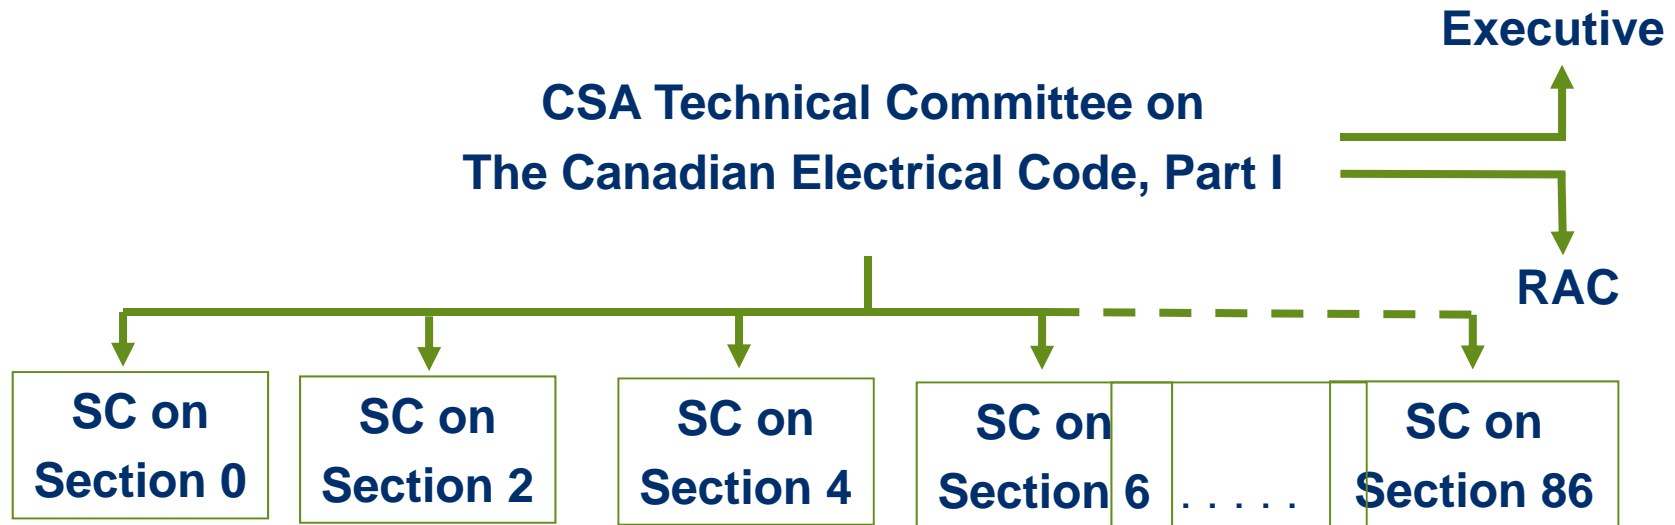 Executive
CSA Technical Committee on
The Canadian Electrical Code, Part I
RAC
SC on
Section 0
SC on
Section 2
SC on
Section 4
SC on
Section 6
. . . . .
SC on
Section 86